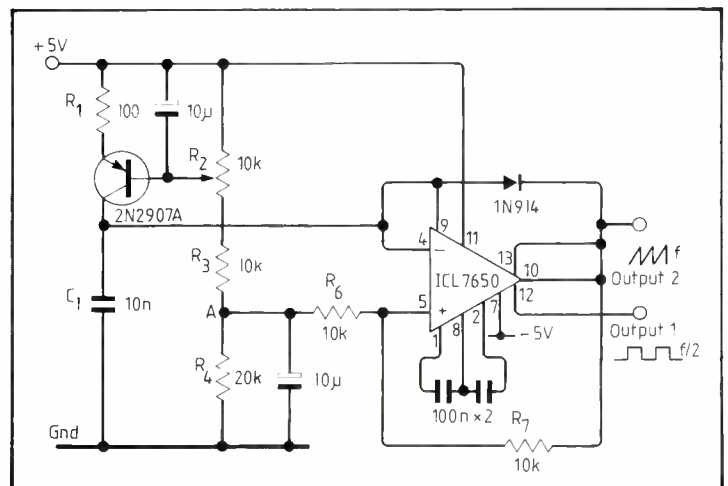 +5V
R1
100
10µ
R2
10k
2N2907A
1N914
9
4
−
11
13
10
ICL7650
12
f
Output 2
R3
10k
C1
10n
A
R6
10k
5
+
1
8
2
7
−5V
Output 1
f/2
R4
20k
10µ
100n×2
R7
10k
Gnd